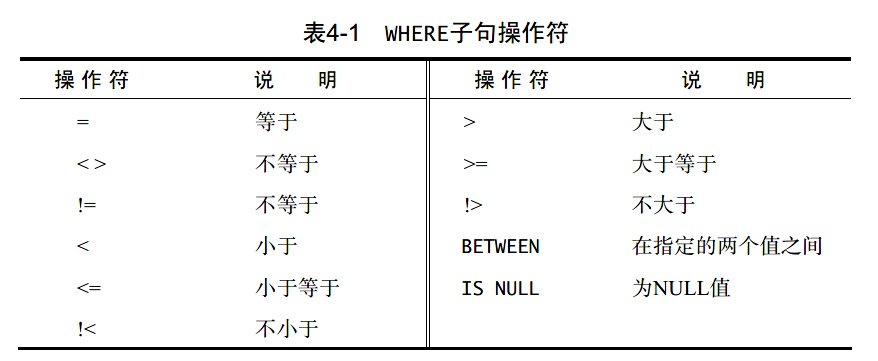 表4-1 WHERE子句操作符
操作符 说 明 操作符 说 明
= 等于 > 大于
<> 不等于 >= 大于等于
!= 不等于 !> 不大于
< 小于 BETWEEN 在指定的两个值之间
<= 小于等于 IS NULL 为NULL值
!< 不小于